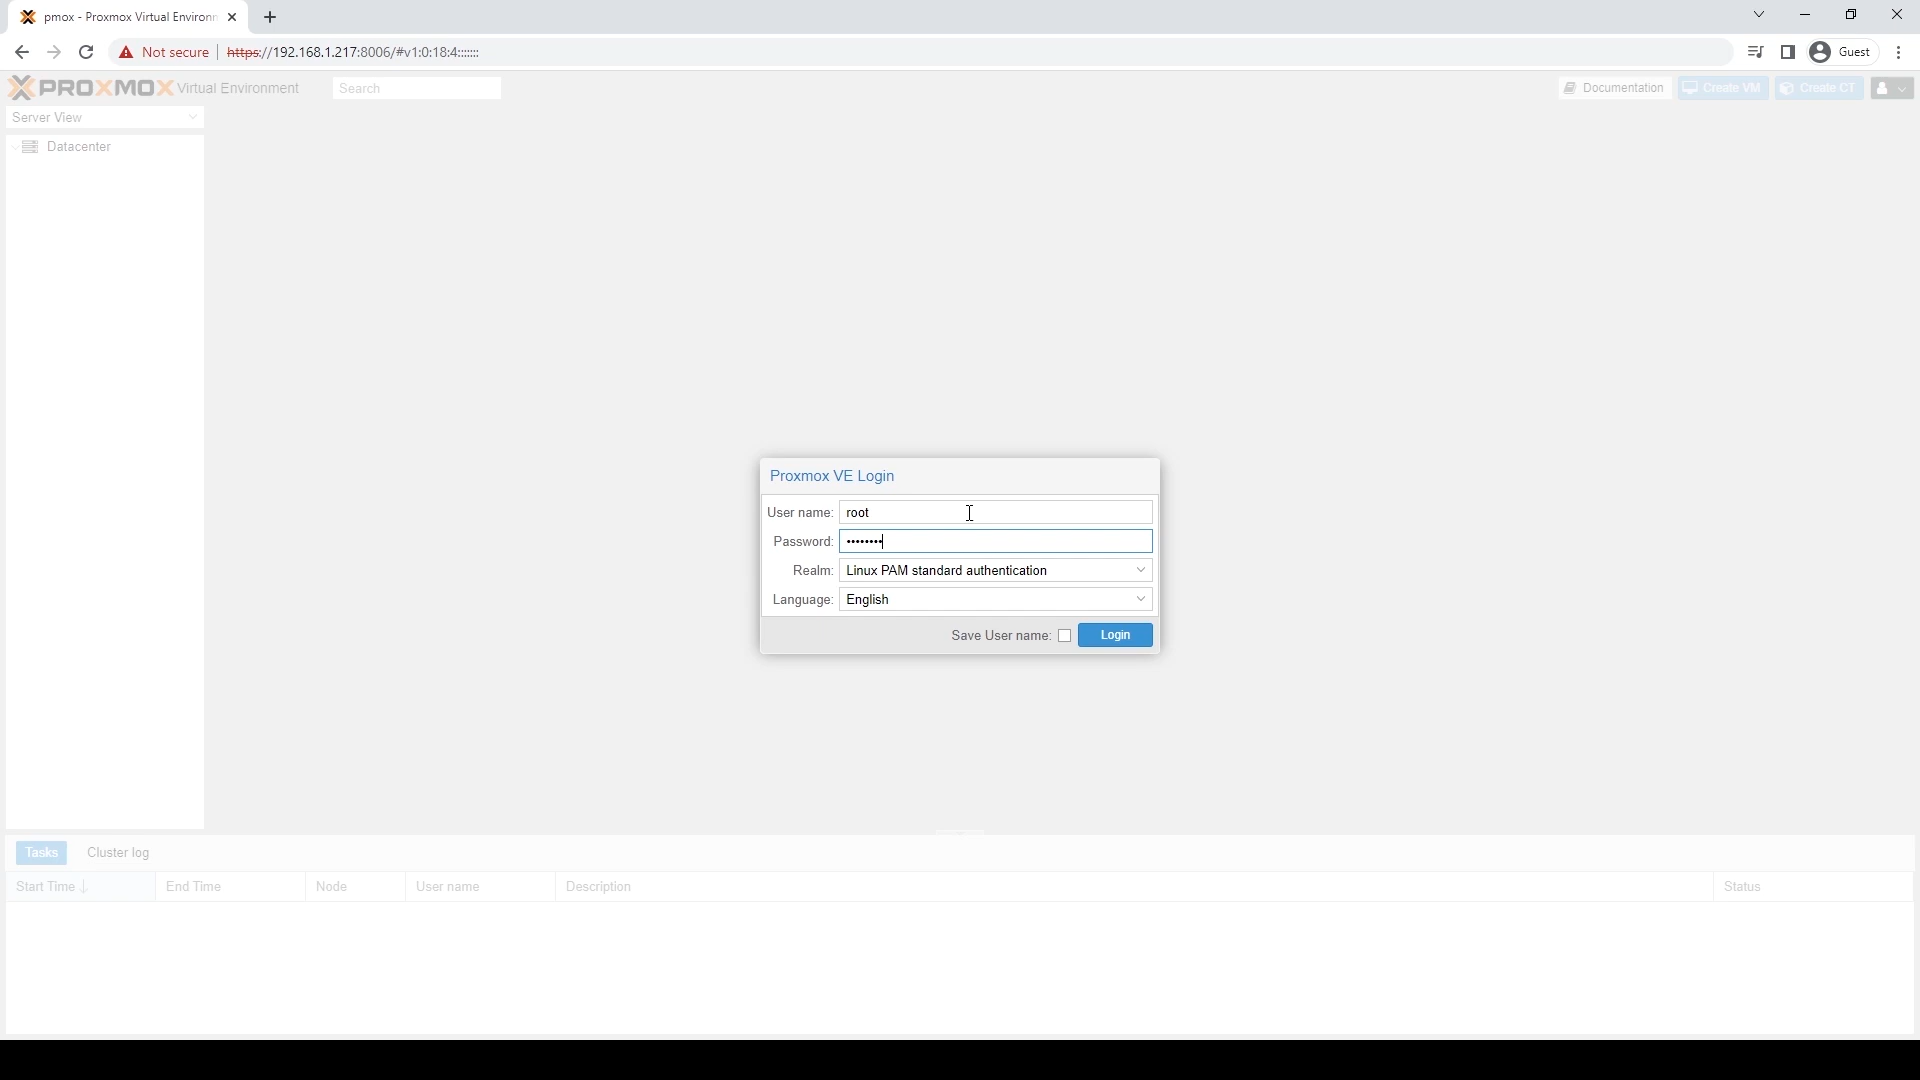 pmox - Proxmox Virtual Environ
Not secure https://192.168.1.217:8006/#v1:0:18:4:::::::
Guest
PROXMOX Virtual Environment
Search
Documentation
Create VM
Create CT
Server View
Datacenter
Proxmox VE Login
User name: root
Password: ••••••••
Realm: Linux PAM standard authentication
Language: English
Save User name:
Login
Tasks
Cluster log
Start Time
End Time
Node
User name
Description
Status